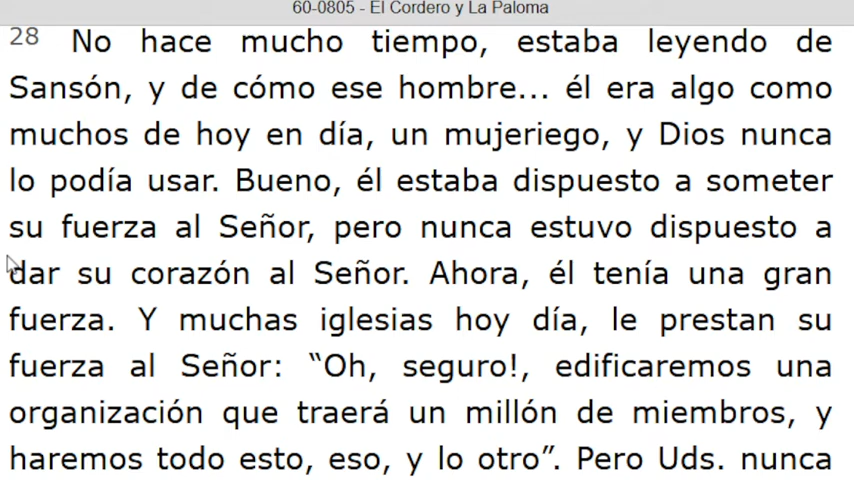 60-0805 - El Cordero y La Paloma
28 No hace mucho tiempo, estaba leyendo de
Sansón, y de cómo ese hombre... él era algo como
muchos de hoy en día, un mujeriego, y Dios nunca
lo podía usar. Bueno, él estaba dispuesto a someter
su fuerza al Señor, pero nunca estuvo dispuesto a
dar su corazón al Señor. Ahora, él tenía una gran
fuerza. Y muchas iglesias hoy día, le prestan su
fuerza al Señor: “Oh, seguro!, edificaremos una
organización que traerá un millón de miembros, y
haremos todo esto, eso, y lo otro”. Pero Uds. nunca